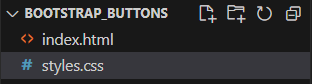 BOOTSTRAP_BUTTONS
<> index.html
# styles.css